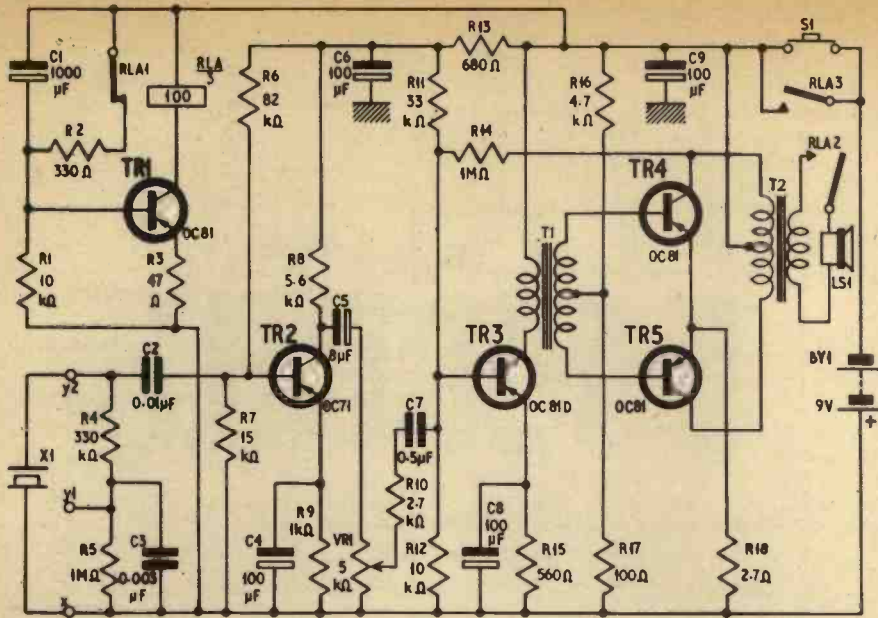 C1
1000
μF
RLA1
RLA
3
100
R2
330Ω
TR1
OC81
R1
10
kΩ
R3
47
Ω
R6
82
kΩ
C6
100
μF
R11
33
kΩ
R13
680Ω
R14
1MΩ
R16
4.7
kΩ
C9
100
μF
S1
RLA3
RLA2
TR4
OC81
T1
T2
LS1
R8
5.6
kΩ
C5
8μF
TR2
OC71
TR3
OC81D
TR5
OC81
BY1
9V
+
y2
C2
0.01μF
R4
330
kΩ
X1
y1
R5
1MΩ
C3
0.003
μF
x
R7
15
kΩ
C4
100
μF
R9
1kΩ
VR1
5
kΩ
C7
0.5μF
R10
2.7
kΩ
R12
10
kΩ
C8
100
μF
R15
560Ω
R17
100Ω
R18
2.7Ω